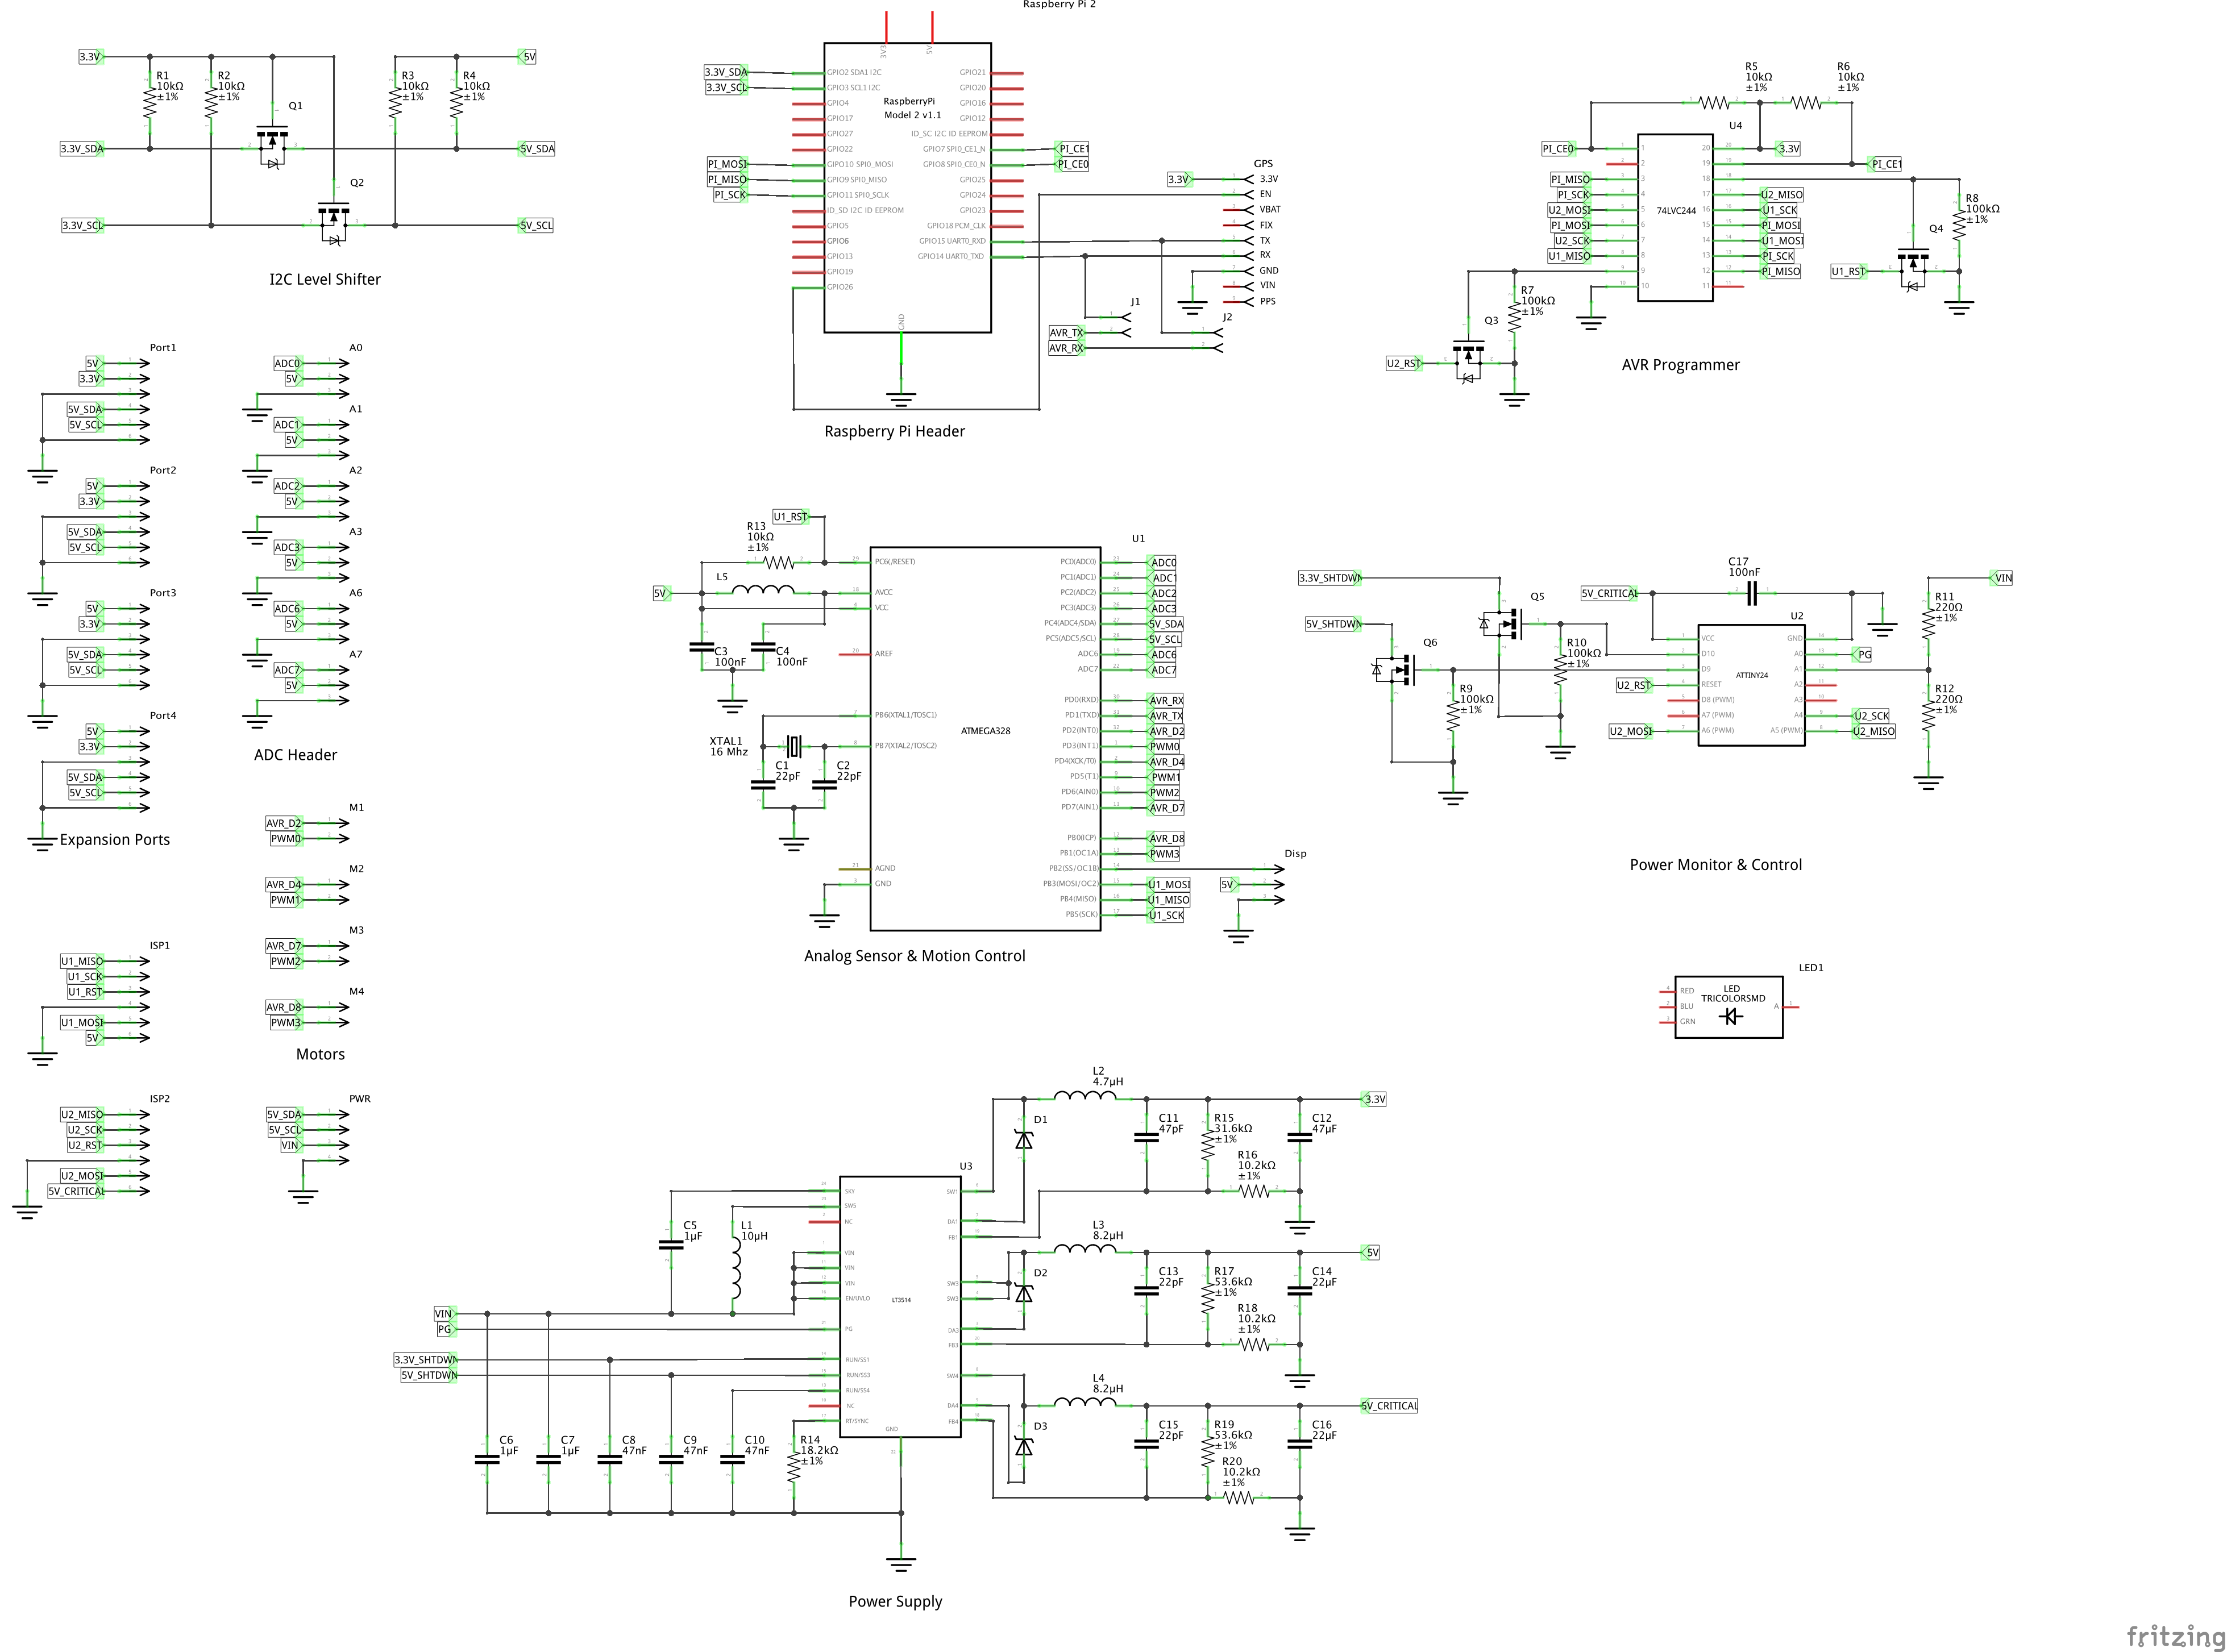 Raspberry Pi 2
3.3V
R1
10kΩ
±1%
R2
10kΩ
±1%
Q1
R3
10kΩ
±1%
R4
10kΩ
±1%
5V
3.3V_SDA
5V_SDA
Q2
3.3V_SCL
5V_SCL
I2C Level Shifter
3V3
5V
RaspberryPi
Model 2 v1.1
3.3V_SDA
3.3V_SCL
PI_MOSI
PI_MISO
PI_SCK
GPIO2 SDA1 I2C
GPIO3 SCL1 I2C
GPIO4
GPIO17
GPIO27
GPIO22
GPIO10 SPI0_MOSI
GPIO9 SPI0_MISO
GPIO11 SPI0_SCLK
ID_SD I2C ID EEPROM
GPIO5
GPIO6
GPIO13
GPIO19
GPIO26
GPIO21
GPIO20
GPIO16
GPIO12
ID_SC I2C ID EEPROM
GPIO7 SPI0_CE1_N
GPIO8 SPI0_CE0_N
GPIO25
GPIO24
GPIO23
GPIO18 PCM_CLK
GPIO15 UART0_RXD
GPIO14 UART0_TXD
GND
PI_CE1
PI_CE0
Raspberry Pi Header
GPS
3.3V
3.3V
EN
VBAT
FIX
TX
RX
GND
VIN
PPS
J1
AVR_TX
J2
AVR_RX
R5
10kΩ
±1%
R6
10kΩ
±1%
U4
74LVC244
PI_CE0
PI_MISO
PI_SCK
U2_MOSI
PI_MOSI
U2_SCK
U1_MISO
1
2
3
4
5
6
7
8
9
10
20
19
18
17
16
15
14
13
12
11
3.3V
PI_CE1
U2_MISO
U1_SCK
PI_MOSI
U1_MOSI
PI_SCK
PI_MISO
R8
100kΩ
±1%
Q4
U1_RST
R7
100kΩ
±1%
Q3
U2_RST
AVR Programmer
Port1
5V
3.3V
5V_SDA
5V_SCL
Port2
5V
3.3V
5V_SDA
5V_SCL
Port3
5V
3.3V
5V_SDA
5V_SCL
Port4
5V
3.3V
5V_SDA
5V_SCL
Expansion Ports
A0
ADC0
5V
A1
ADC1
5V
A2
ADC2
5V
A3
ADC3
5V
A6
ADC6
5V
A7
ADC7
5V
ADC Header
M1
AVR_D2
PWM0
M2
AVR_D4
PWM1
M3
AVR_D7
PWM2
M4
AVR_D8
PWM3
Motors
ISP1
U1_MISO
U1_SCK
U1_RST
U1_MOSI
5V
ISP2
U2_MISO
U2_SCK
U2_RST
U2_MOSI
5V_CRITICAL
PWR
5V_SDA
5V_SCL
VIN
U1_RST
R13
10kΩ
±1%
L5
5V
C3
100nF
C4
100nF
XTAL1
16 Mhz
C1
22pF
C2
22pF
U1
ATMEGA328
PC6(/RESET)
AVCC
VCC
AREF
PB6(XTAL1/TOSC1)
PB7(XTAL2/TOSC2)
AGND
GND
PC0(ADC0)
PC1(ADC1)
PC2(ADC2)
PC3(ADC3)
PC4(ADC4/SDA)
PC5(ADC5/SCL)
ADC6
ADC7
PD0(RXD)
PD1(TXD)
PD2(INT0)
PD3(INT1)
PD4(XCK/T0)
PD5(T1)
PD6(AIN0)
PD7(AIN1)
PB0(ICP)
PB1(OC1A)
PB2(SS/OC1B)
PB3(MOSI/OC2)
PB4(MISO)
PB5(SCK)
ADC0
ADC1
ADC2
ADC3
5V_SDA
5V_SCL
ADC6
ADC7
AVR_RX
AVR_TX
AVR_D2
PWM0
AVR_D4
PWM1
PWM2
AVR_D7
AVR_D8
PWM3
U1_MOSI
U1_MISO
U1_SCK
Disp
5V
Analog Sensor & Motion Control
3.3V_SHTDWN
5V_SHTDWN
Q5
Q6
R10
100kΩ
±1%
R9
100kΩ
±1%
5V_CRITICAL
C17
100nF
U2
ATTINY24
VCC
D10
D9
RESET
D8 (PWM)
A7 (PWM)
A6 (PWM)
GND
A0
A1
A2
A3
A4
A5 (PWM)
U2_RST
U2_MOSI
PG
U2_SCK
U2_MISO
VIN
R11
220Ω
±1%
R12
220Ω
±1%
Power Monitor & Control
LED1
LED
TRICOLORSMD
RED
BLU
GRN
A
VIN
PG
3.3V_SHTDWN
5V_SHTDWN
C5
1µF
L1
10µH
C6
1µF
C7
1µF
C8
47nF
C9
47nF
C10
47nF
R14
18.2kΩ
±1%
U3
LT3514
SKY
SW5
NC
VIN
VIN
VIN
EN/UVLO
PG
RUN/SS1
RUN/SS3
RUN/SS4
NC
RT/SYNC
GND
SW1
DA1
FB1
SW3
SW3
DA3
FB3
SW4
DA4
FB4
L2
4.7µH
D1
C11
47pF
R15
31.6kΩ
±1%
R16
10.2kΩ
±1%
C12
47µF
3.3V
L3
8.2µH
D2
C13
22pF
R17
53.6kΩ
±1%
R18
10.2kΩ
±1%
C14
22µF
5V
L4
8.2µH
D3
C15
22pF
R19
53.6kΩ
±1%
R20
10.2kΩ
±1%
C16
22µF
5V_CRITICAL
Power Supply
fritzing